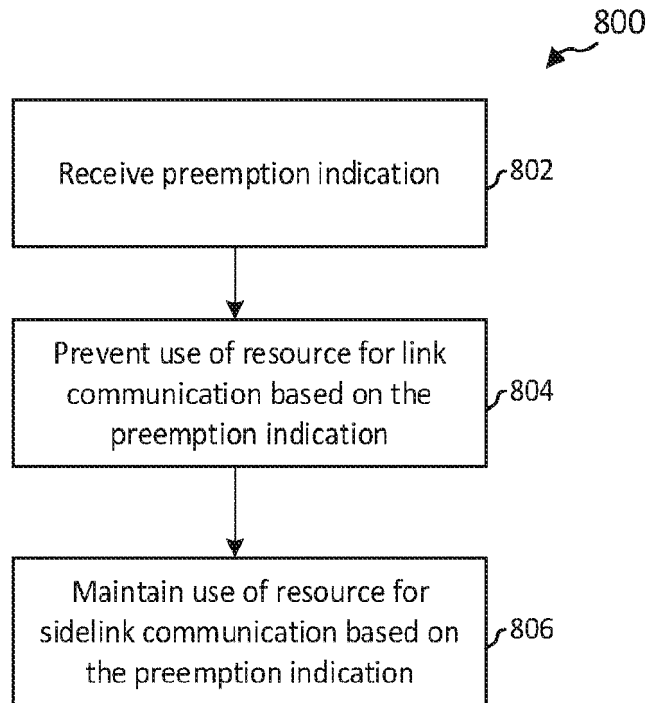 800
Receive preemption indication
802
Prevent use of resource for link
communication based on the
preemption indication
804
Maintain use of resource for
sidelink communication based on
the preemption indication
806